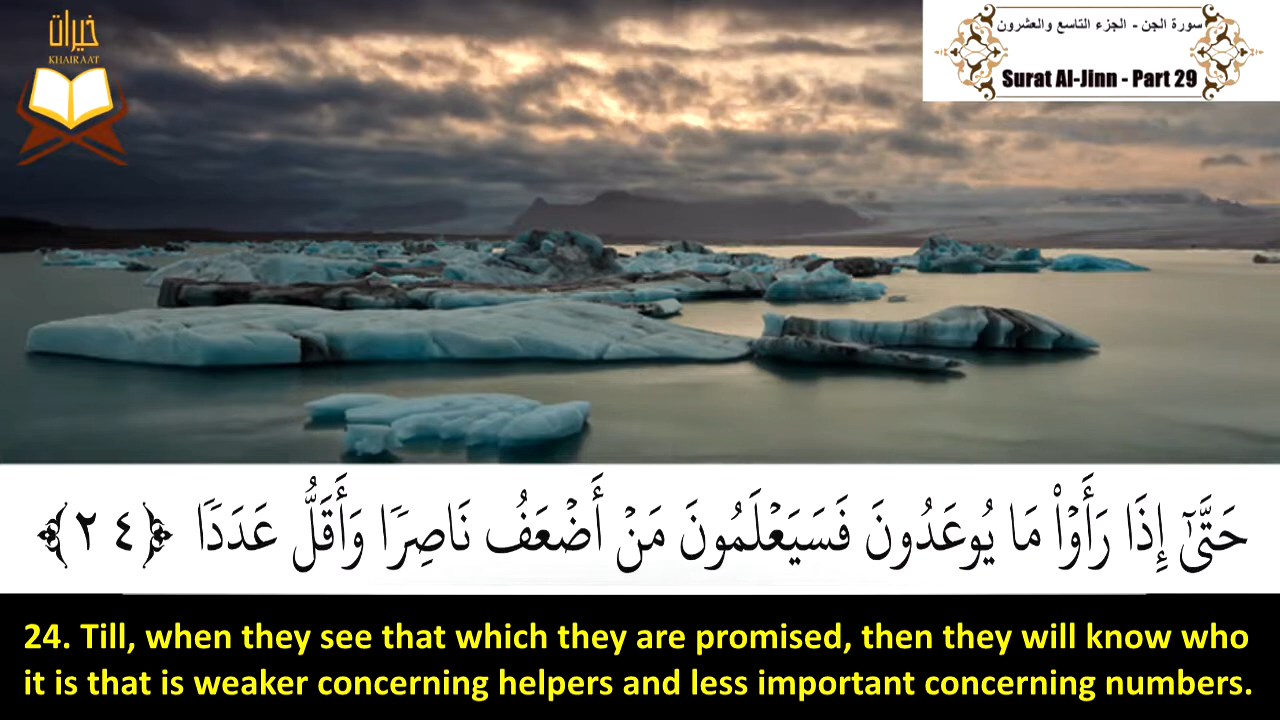 خيرات
KHAIRAAT
سورة الجن - الجزء التاسع والعشرون
Surat Al-Jinn - Part 29
حَتَّىٰٓ إِذَا رَأَوْا۟ مَا يُوعَدُونَ فَسَيَعْلَمُونَ مَنْ أَضْعَفُ نَاصِرًا وَأَقَلُّ عَدَدًا ﴿٢٤﴾
24. Till, when they see that which they are promised, then they will know who
it is that is weaker concerning helpers and less important concerning numbers.